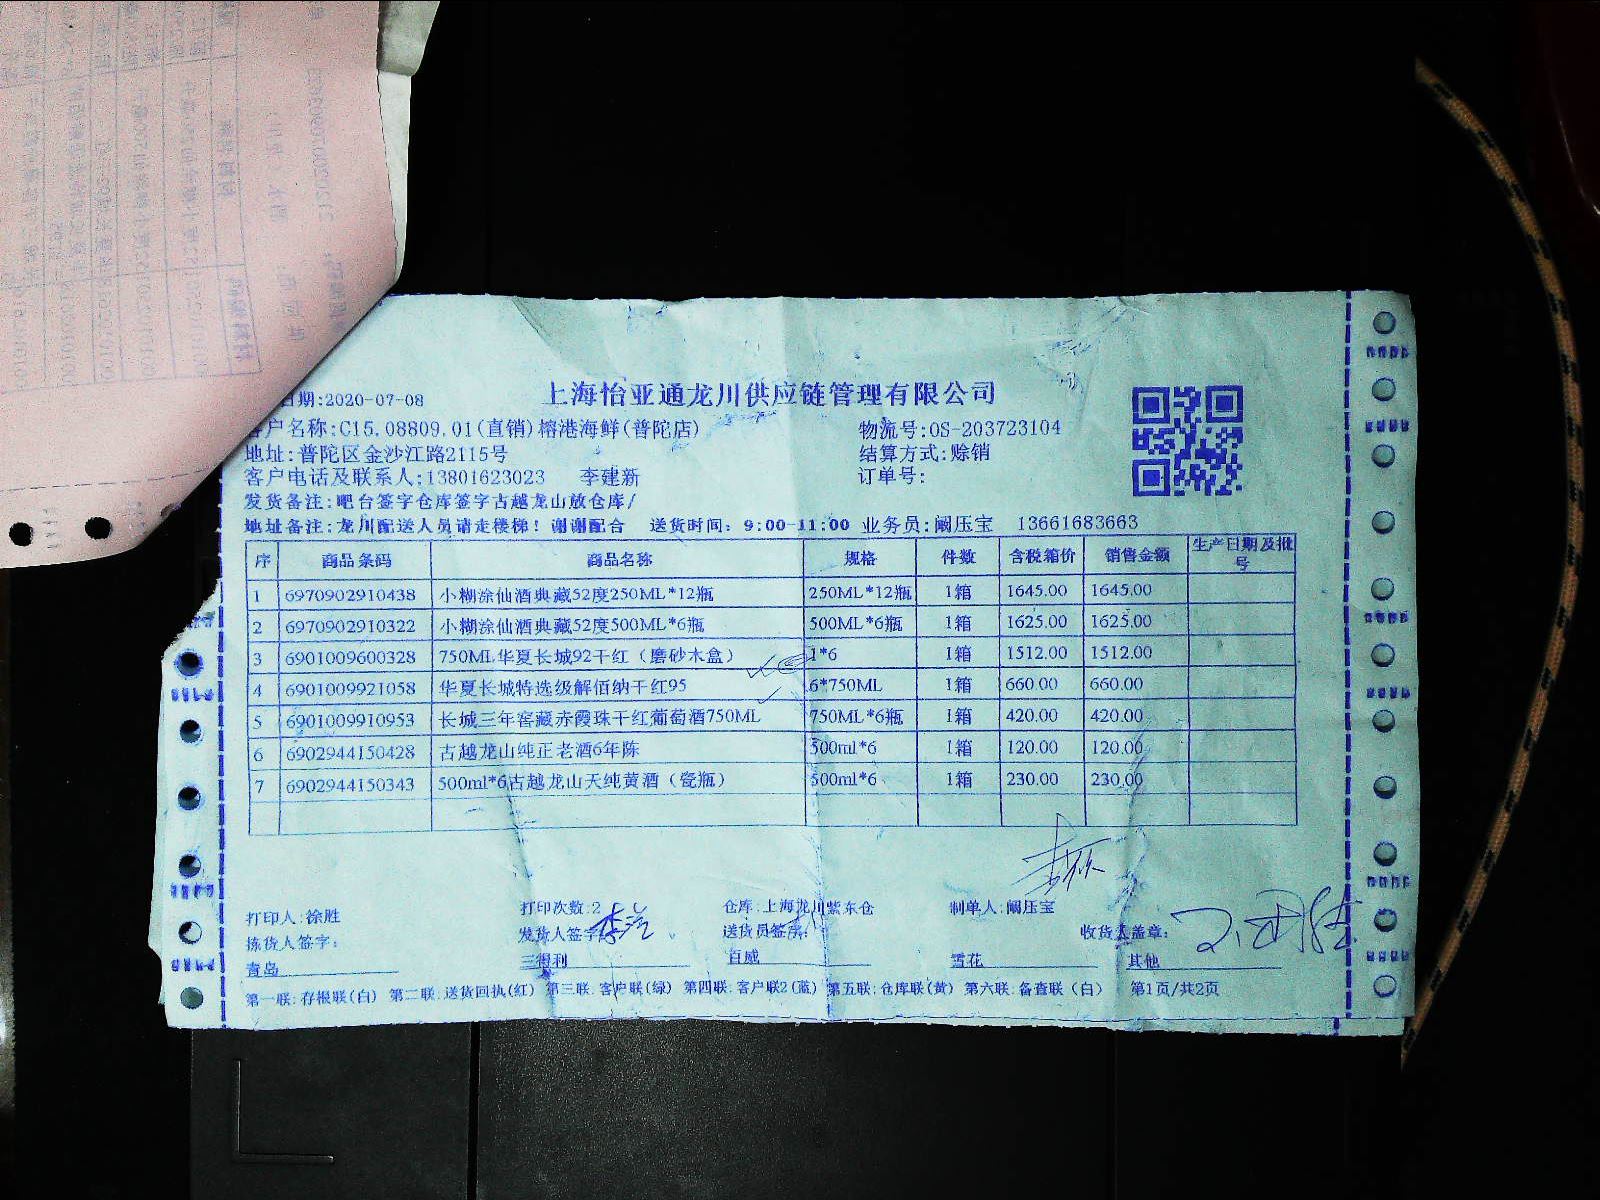 上海怡亚通龙川供应链管理有限公司
日期:2020-07-08
客户名称:C15.08809.01(直销)榕港海鲜(普陀店)
物流号:OS-203723104
地址:普陀区金沙江路2115号
结算方式:赊销
客户电话及联系人:13801623023 李建新
订单号:
发货备注:吧台签字仓库签字古越龙山放仓库/
地址备注:龙川配送人员请走楼梯!谢谢配合 送货时间:9:00-11:00 业务员:阚压宝 13661683663
序 商品条码 商品名称 规格 件数 含税箱价 销售金额 生产日期及批号
1 6970902910438 小糊涂仙酒典藏52度250ML*12瓶 250ML*12瓶 1箱 1645.00 1645.00
2 6970902910322 小糊涂仙酒典藏52度500ML*6瓶 500ML*6瓶 1箱 1625.00 1625.00
3 6901009600328 750ML华夏长城92干红（磨砂木盒） 1*6 1箱 1512.00 1512.00
4 6901009921058 华夏长城特选级解佰纳干红95 6*750ML 1箱 660.00 660.00
5 6901009910953 长城三年窖藏赤霞珠干红葡萄酒750ML 750ML*6瓶 1箱 420.00 420.00
6 6902944150428 古越龙山纯正老酒6年陈 500ml*6 1箱 120.00 120.00
7 6902944150343 500ml*6古越龙山天纯黄酒（瓷瓶） 500ml*6 1箱 230.00 230.00
打印人:徐胜 打印次数:2 仓库:上海龙川紫东仓 制单人:阚压宝
拣货人签字: 发货人签字: 送货员签字: 收货人盖章:
青岛 三得利 百威 雪花 其他
第一联:存根联(白) 第二联:送货回执(红) 第三联:客户联(绿) 第四联:客户联2(蓝) 第五联:仓库联(黄) 第六联:备查联(白) 第1页/共2页